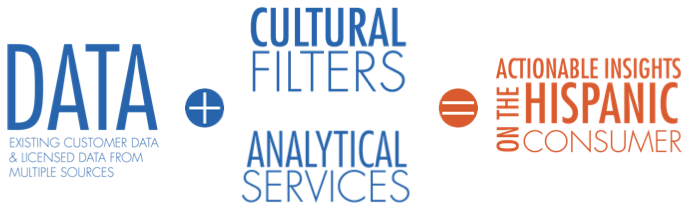 DATA
EXISTING CUSTOMER DATA
& LICENSED DATA FROM
MULTIPLE SOURCES
+
CULTURAL
FILTERS
ANALYTICAL
SERVICES
=
ACTIONABLE INSIGHTS
ON THE
HISPANIC
CONSUMER